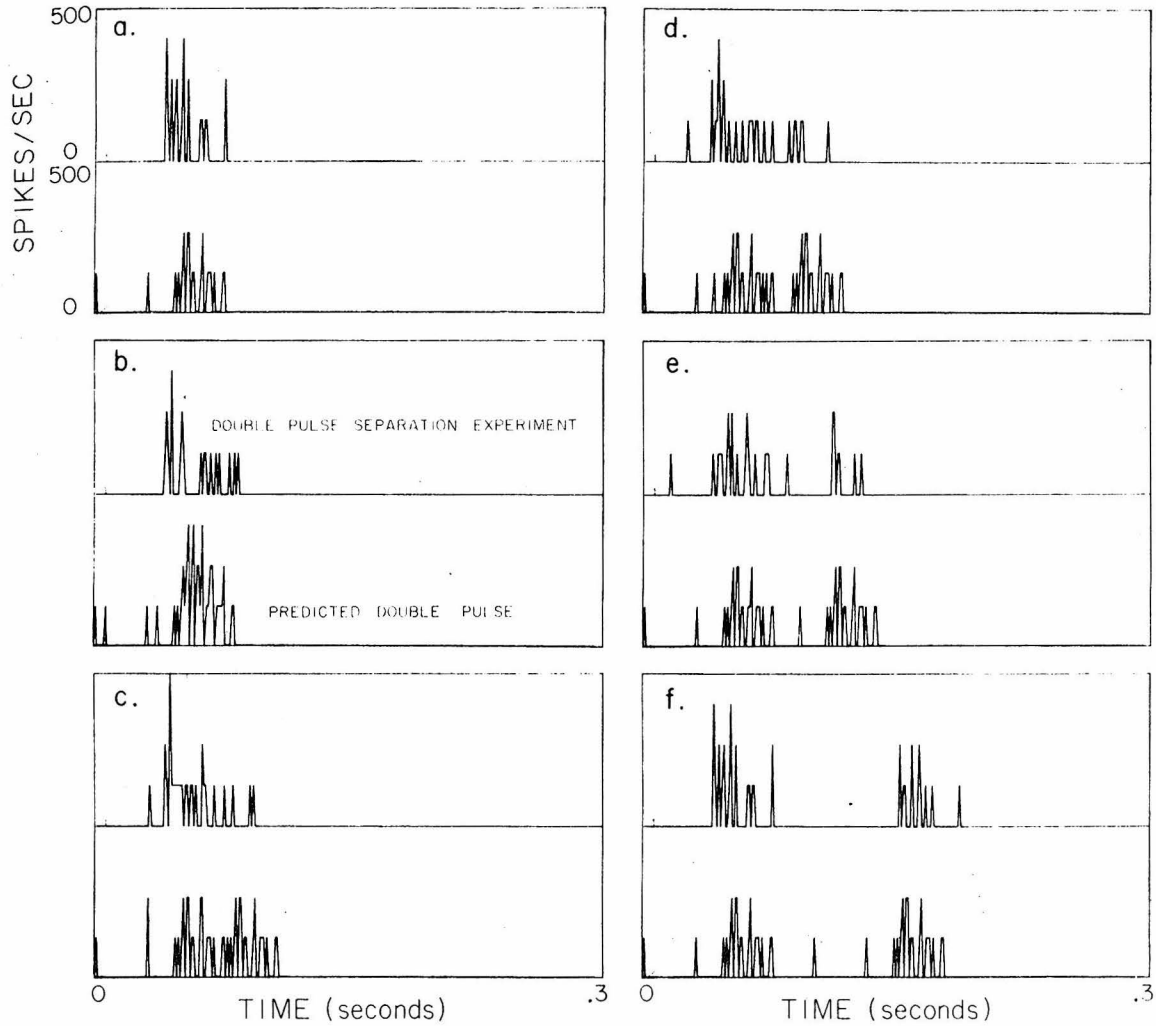 500
a.
SPIKES/SEC
0
500
0
b.
DOUBLE PULSE SEPARATION EXPERIMENT
PREDICTED DOUBLE PULSE
c.
0
TIME (seconds)
.3
d.
e.
f.
0
TIME (seconds)
.3